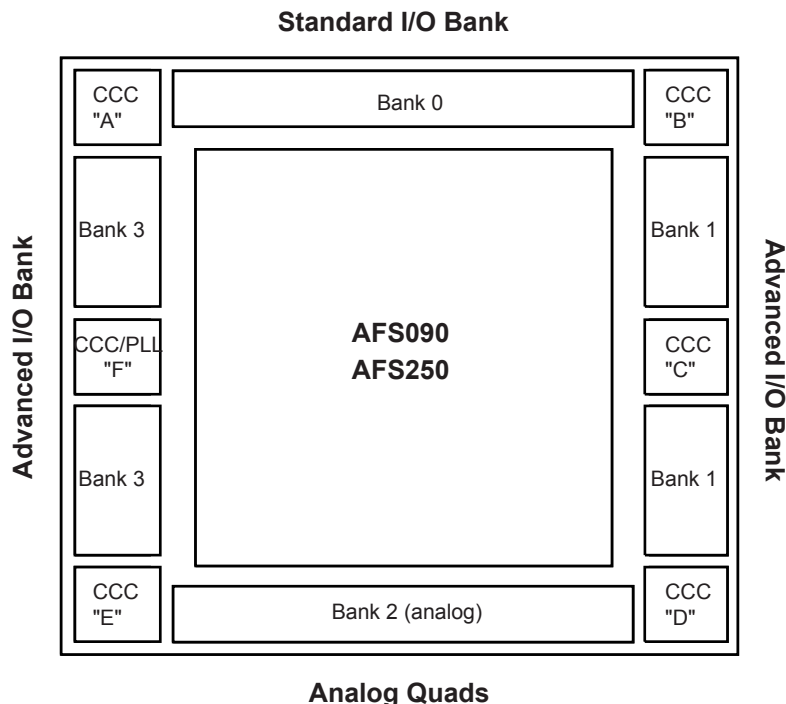 Standard I/O Bank
CCC
"A"
Bank 0
CCC
"B"
Bank 3
Bank 1
Advanced I/O Bank
Advanced I/O Bank
CCC/PLL
"F"
AFS090
AFS250
CCC
"C"
Bank 3
Bank 1
CCC
"E"
Bank 2 (analog)
CCC
"D"
Analog Quads